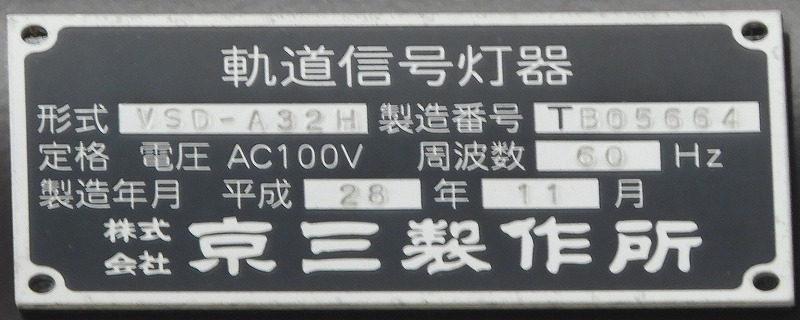 軌道信号灯器
形式 VSD-A32H 製造番号 TB05664
定格 電圧 AC100V 周波数 60 Hz
製造年月 平成 28 年 11 月
株式会社 京三製作所